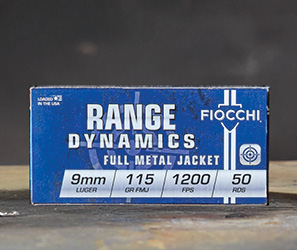 LOADED
IN THE USA
RANGE
DYNAMICS
FULL METAL JACKET
FIOCCHI
9mm 115 1200 50
LUGER GR FMJ FPS RDS